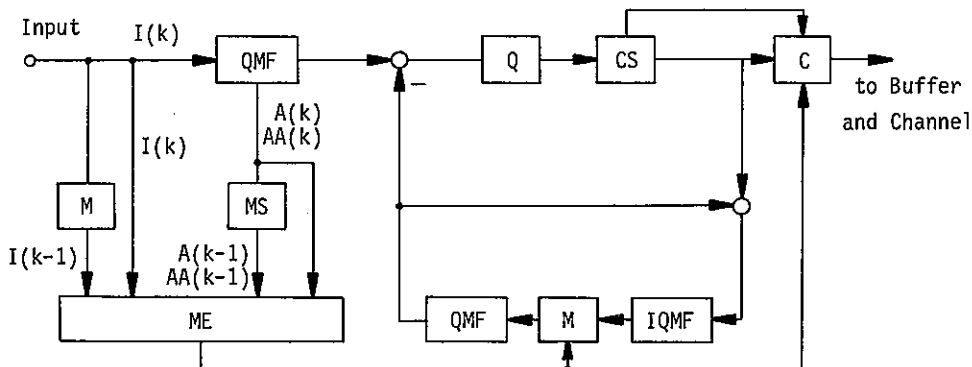 Input
I(k)
QMF
−
Q
CS
C
to Buffer
and Channel
A(k)
AA(k)
I(k)
M
MS
I(k-1)
A(k-1)
AA(k-1)
ME
QMF
M
IQMF